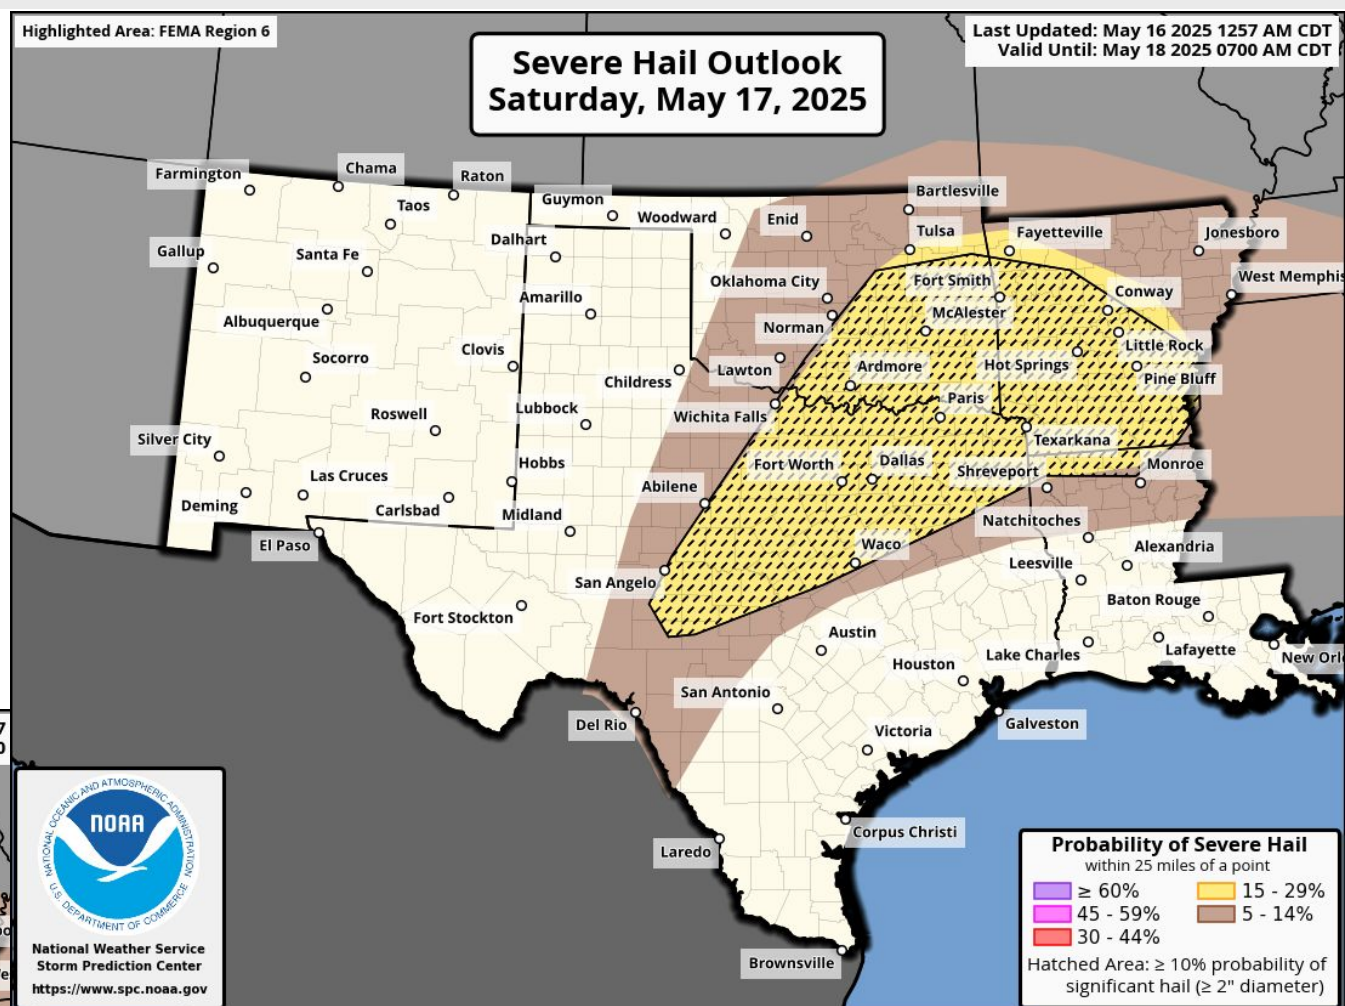 Highlighted Area: FEMA Region 6
Last Updated: May 16 2025 1257 AM CDT
Valid Until: May 18 2025 0700 AM CDT
Severe Hail Outlook
Saturday, May 17, 2025
Farmington
Chama
Raton
Taos
Guymon
Woodward
Enid
Bartlesville
Gallup
Santa Fe
Dalhart
Tulsa
Fayetteville
Jonesboro
Albuquerque
Amarillo
Oklahoma City
Fort Smith
Conway
West Memphis
Norman
McAlester
Socorro
Clovis
Childress
Lawton
Ardmore
Hot Springs
Little Rock
Pine Bluff
Roswell
Lubbock
Wichita Falls
Paris
Silver City
Texarkana
Las Cruces
Hobbs
Fort Worth
Dallas
Shreveport
Monroe
Deming
Carlsbad
Midland
Abilene
Natchitoches
El Paso
Waco
Alexandria
San Angelo
Leesville
Fort Stockton
Baton Rouge
Austin
Houston
Lake Charles
Lafayette
New Orl
San Antonio
Del Rio
Victoria
Galveston
7
0
Corpus Christi
Laredo
Brownsville
NATIONAL OCEANIC AND ATMOSPHERIC ADMINISTRATION
NOAA
U.S. DEPARTMENT OF COMMERCE
National Weather Service
Storm Prediction Center
https://www.spc.noaa.gov
Probability of Severe Hail
within 25 miles of a point
≥ 60%
15 - 29%
45 - 59%
5 - 14%
30 - 44%
Hatched Area: ≥ 10% probability of
significant hail (≥ 2" diameter)